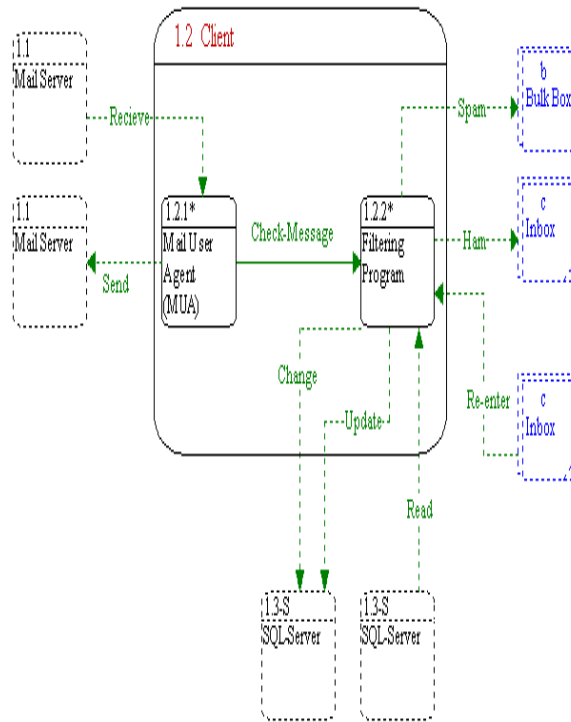 1.2 Client
1.1
Mail Server
Recieve
b
Bulk Box
Spam
1.1
Mail Server
Send
1.2.1*
Mail User
Agent
(MUA)
Check-Message
1.2.2*
Filtering
Program
Ham
c
Inbox
Change
Update
Re-enter
c
Inbox
Read
1.3-S
SQL-Server
1.3-S
SQL-Server